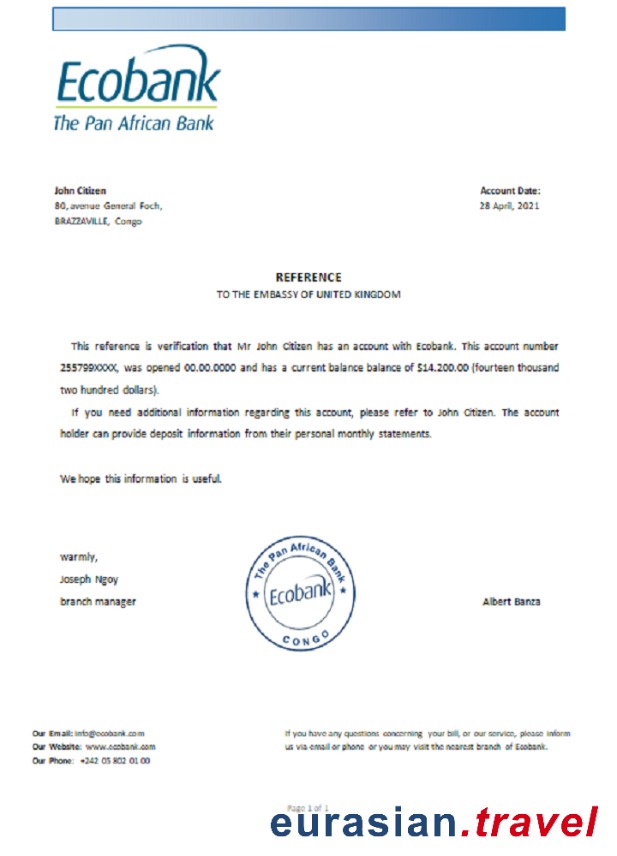 Ecobank
The Pan African Bank
John Citizen
80, avenue General Foch,
BRAZZAVILLE, Congo
Account Date:
28 April, 2021
REFERENCE
TO THE EMBASSY OF UNITED KINGDOM
This reference is verification that Mr John Citizen has an account with Ecobank. This account number
255799XXXX, was opened 00.00.0000 and has a current balance balance of $14.200.00 (fourteen thousand
two hundred dollars).
If you need additional information regarding this account, please refer to John Citizen. The account
holder can provide deposit information from their personal monthly statements.
We hope this information is useful.
warmly,
Joseph Ngoy
branch manager
The Pan African Bank
Ecobank
CONGO
Albert Banza
Our Email: info@ecobank.com
Our Website: www.ecobank.com
Our Phone: +242 05 802 01 00
If you have any questions concerning your bill, or our service, please inform
us via email or phone or you may visit the nearest branch of Ecobank.
Page 1 of 1
eurasian.travel